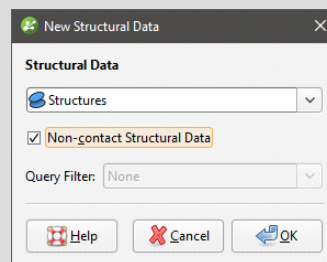 New Structural Data
Structural Data
Structures
Non-contact Structural Data
Query Filter: None
Help Cancel OK